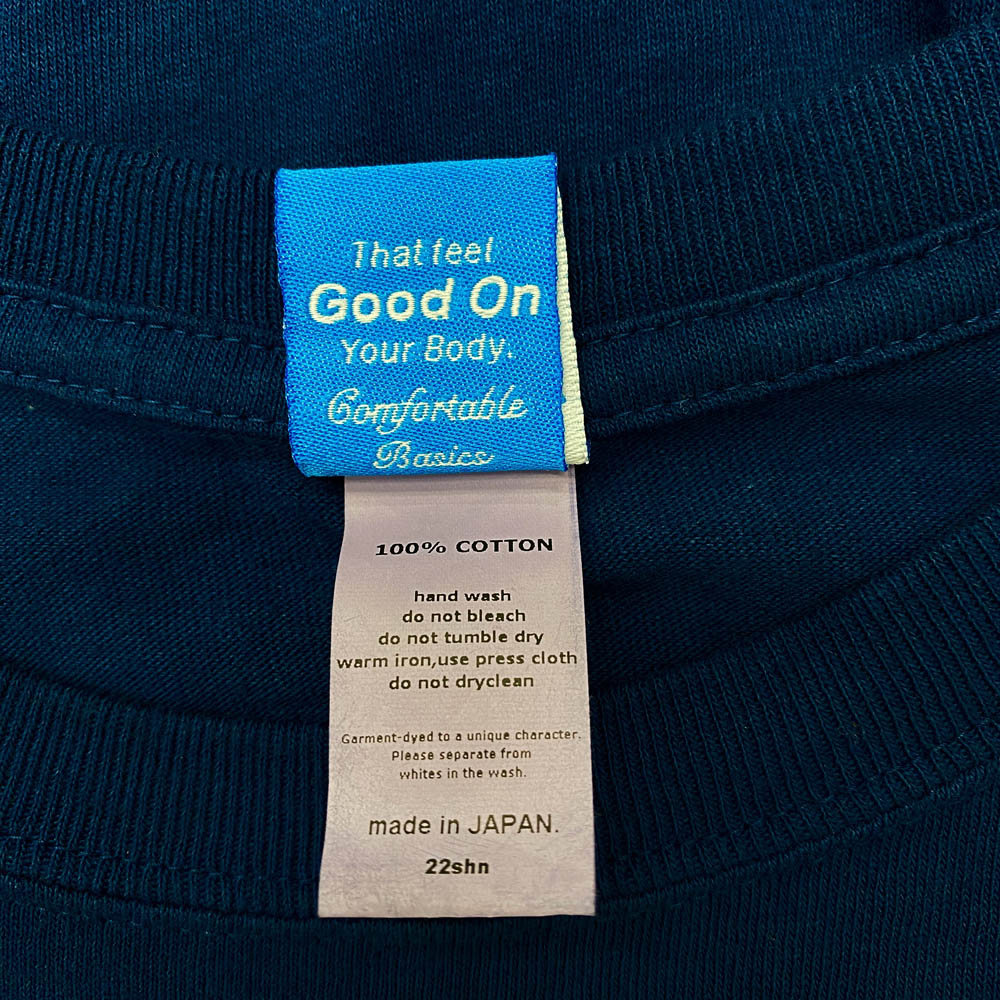 That feel
Good On
Your Body.
Comfortable
Basics
100% COTTON
hand wash
do not bleach
do not tumble dry
warm iron,use press cloth
do not dryclean
Garment-dyed to a unique character.
Please separate from
whites in the wash.
made in JAPAN.
22shn